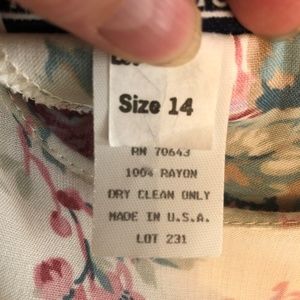 Size 14
RN 70643
100% RAYON
DRY CLEAN ONLY
MADE IN U.S.A.
LOT 231